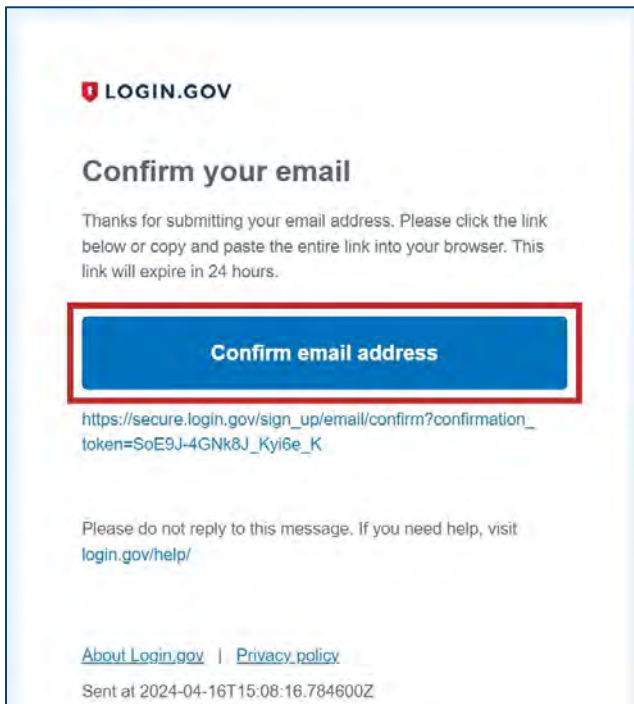 LOGIN.GOV
Confirm your email
Thanks for submitting your email address. Please click the link
below or copy and paste the entire link into your browser. This
link will expire in 24 hours.
Confirm email address
https://secure.login.gov/sign_up/email/confirm?confirmation_
token=SoE9J-4GNk8J_Kyi6e_K
Please do not reply to this message. If you need help, visit
login.gov/help/
About Login.gov | Privacy policy
Sent at 2024-04-16T15:08:16.784600Z